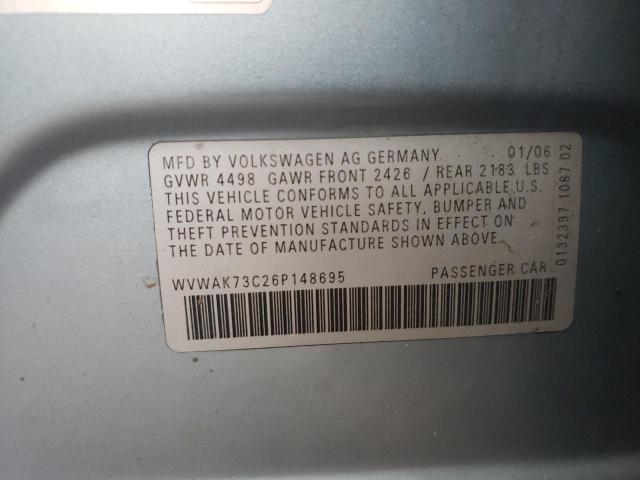 MFD BY VOLKSWAGEN AG GERMANY 01/06
GVWR 4498 GAWR FRONT 2426 / REAR 2183 LBS
THIS VEHICLE CONFORMS TO ALL APPLICABLE U.S.
FEDERAL MOTOR VEHICLE SAFETY, BUMPER AND
THEFT PREVENTION STANDARDS IN EFFECT ON
THE DATE OF MANUFACTURE SHOWN ABOVE.
WVWAK73C26P148695 PASSENGER CAR
0132397 1087 02